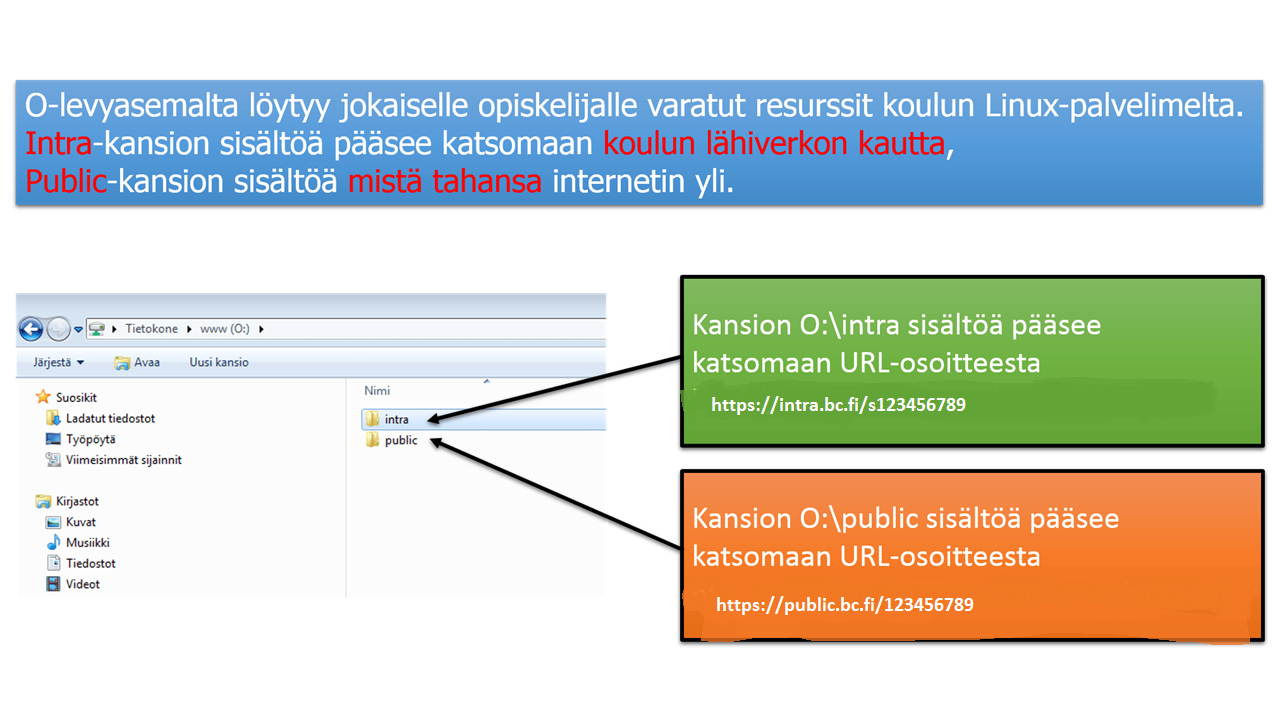 O-levyasemalta löytyy jokaiselle opiskelijalle varatut resurssit koulun Linux-palvelimelta.
Intra-kansion sisältöä pääsee katsomaan koulun lähiverkon kautta,
Public-kansion sisältöä mistä tahansa internetin yli.
Tietokone www (O:)
Järjestä Avaa Uusi kansio
Suosikit
Ladatut tiedostot
Työpöytä
Viimeisimmät sijainnit
Kirjastot
Kuvat
Musiikki
Tiedostot
Videot
Nimi
intra
public
Kansion O:\intra sisältöä pääsee
katsomaan URL-osoitteesta
https://intra.bc.fi/s123456789
Kansion O:\public sisältöä pääsee
katsomaan URL-osoitteesta
https://public.bc.fi/123456789